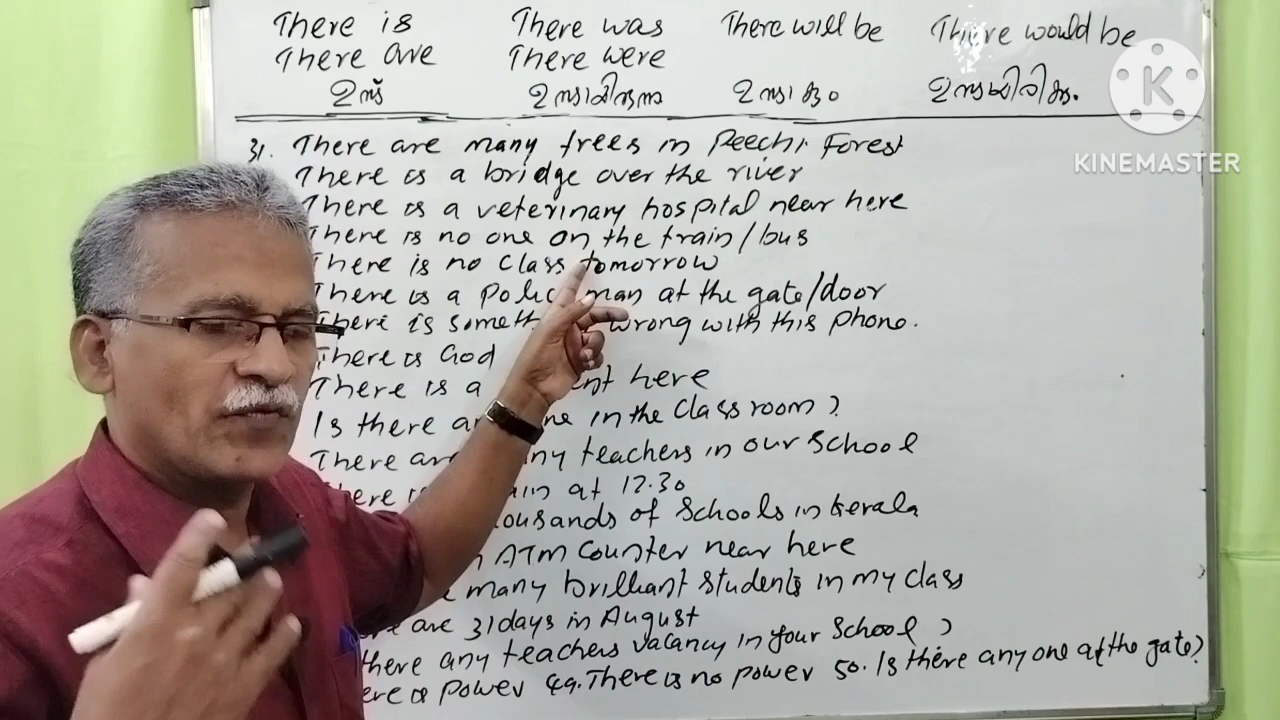 There is There was There will be There would be
There are There were
ഉണ്ട് ഉണ്ടായിരുന്നു ഉണ്ടാകും ഉണ്ടായിരിക്കും.
KINEMASTER
31. There are many trees in Peechi Forest
There is a bridge over the river
There is a veterinary hospital near here
There is no one on the train/bus
There is no class tomorrow
There is a Police man at the gate/door
There is wrong with this phone.
There is God
There is a here
Is there in the class room?
There are teachers in our school
at 12.30
of schools in Kerala
ATM counter near here
many brilliant students in my class
are 31 days in August
there any teachers vacancy in your school?
is power 49. There is no power 50. Is there any one at the gate?